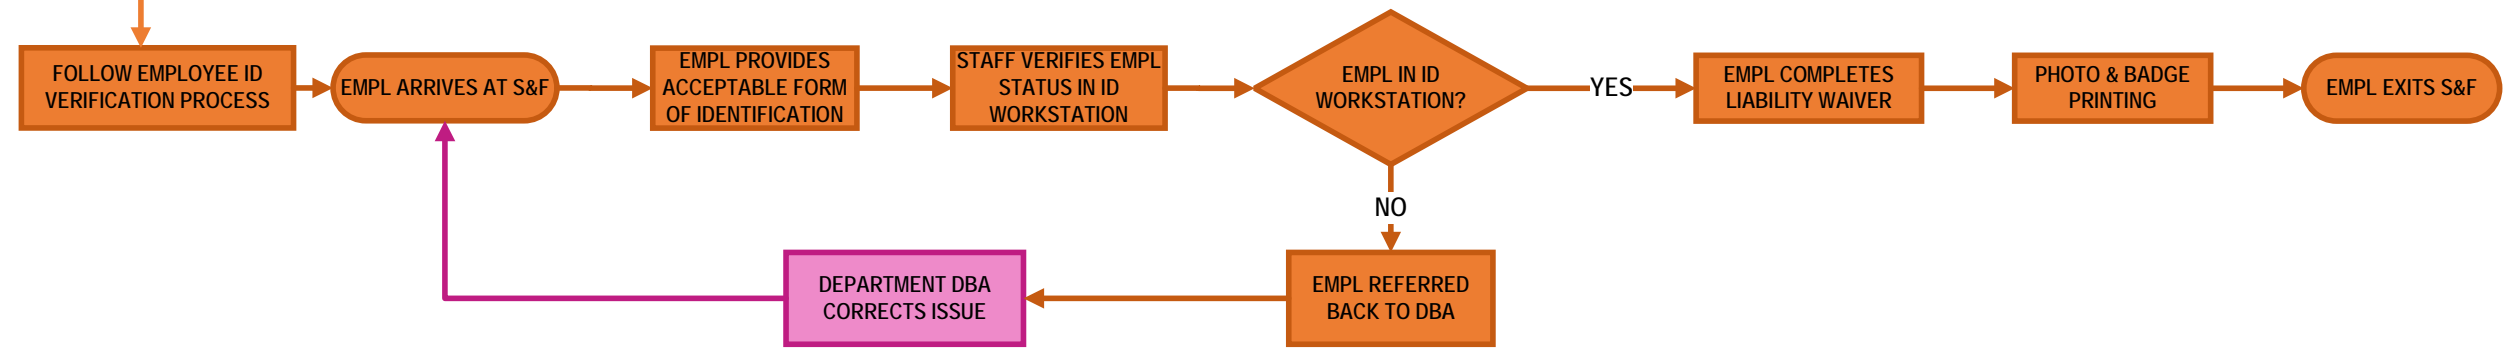 FOLLOW EMPLOYEE ID
VERIFICATION PROCESS
EMPL ARRIVES AT S&F
EMPL PROVIDES
ACCEPTABLE FORM
OF IDENTIFICATION
STAFF VERIFIES EMPL
STATUS IN ID
WORKSTATION
EMPL IN ID
WORKSTATION?
YES
EMPL COMPLETES
LIABILITY WAIVER
PHOTO & BADGE
PRINTING
EMPL EXITS S&F
NO
EMPL REFERRED
BACK TO DBA
DEPARTMENT DBA
CORRECTS ISSUE